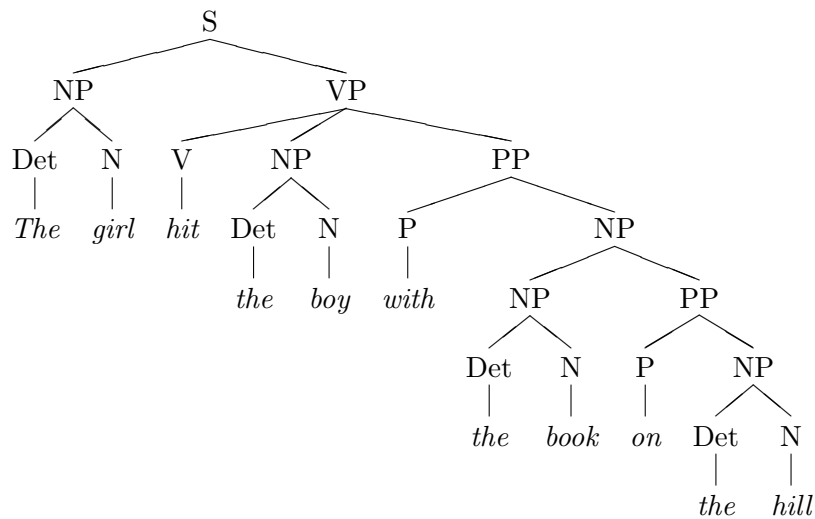 S
NP VP
Det N V NP PP
The girl hit Det N P NP
the boy with NP PP
Det N P NP
the book on Det N
the hill